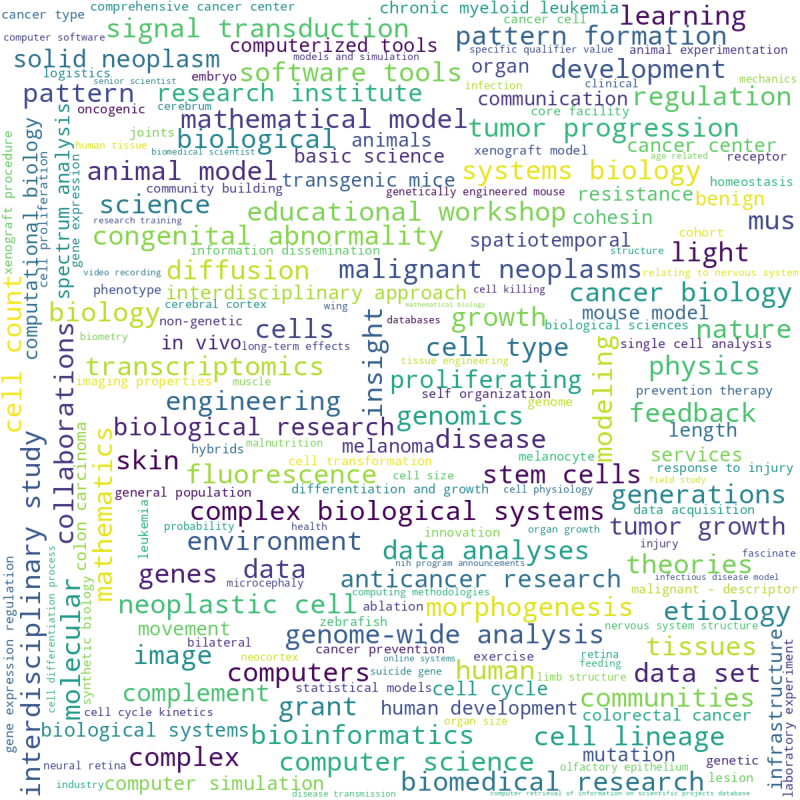 cancer type
comprehensive cancer center
chronic myeloid leukemia
learning
signal transduction
cancer cell
computer software
computerized tools
pattern formation
models and simulation
specific qualifier value
animal experimentation
solid neoplasm
software tools
organ
development
logistics
senior scientist
embryo
infection
clinical
mechanics
pattern
research institute
communication
regulation
oncogenic
cerebrum
mathematical model
core facility
tumor progression
joints
biological
animals
cancer center
human tissue
biomedical scientist
basic science
xenograft model
age related
receptor
animal model
transgenic mice
systems biology
homeostasis
community building
genetically engineered mouse
resistance
benign
science
educational workshop
cohesin
mus
research training
congenital abnormality
spatiotemporal
cohort
information dissemination
structure
light
video recording
diffusion
malignant neoplasms
relating to nervous system
phenotype
interdisciplinary approach
cell killing
cancer biology
cerebral cortex
wing
mathematical biology
biology
growth
mouse model
non-genetic
cells
databases
biological sciences
nature
biometry
in vivo
long-term effects
cell type
single cell analysis
transcriptomics
tissue engineering
physics
imaging properties
muscle
proliferating
prevention therapy
self organization
engineering
genome
genomics
feedback
biological research
length
hybrids
malnutrition
melanoma
disease
services
skin
cell transformation
melanocyte
response to injury
fluorescence
cell size
stem cells
field study
general population
differentiation and growth
cell physiology
generations
complex biological systems
data acquisition
probability
health
innovation
organ growth
tumor growth
environment
data analyses
injury
fascinate
nih program announcements
genes
data
anticancer research
theories
microcephaly
infectious disease model
computing methodologies
malignant - descriptor
neoplastic cell
ablation
morphogenesis
etiology
zebrafish
movement
genome-wide analysis
nervous system structure
bilateral
cancer prevention
exercise
retina
tissues
image
neocortex
online systems
feeding
computers
suicide gene
human
limb structure
data set
complement
statistical models
cell cycle
communities
grant
human development
cell cycle kinetics
organ size
colorectal cancer
biological systems
bioinformatics
cell lineage
mutation
neural retina
complex
computer science
olfactory epithelium
genetic
industry
computer simulation
biomedical research
lesion
disease transmission
computer retrieval of information on scientific projects database
xenograft procedure
computational biology
cell proliferation
spectrum analysis
gene expression
cell count
collaborations
insight
modeling
interdisciplinary study
molecular
colon carcinoma
mathematics
leukemia
gene expression regulation
cell differentiation process
synthetic biology
infrastructure
laboratory experiment